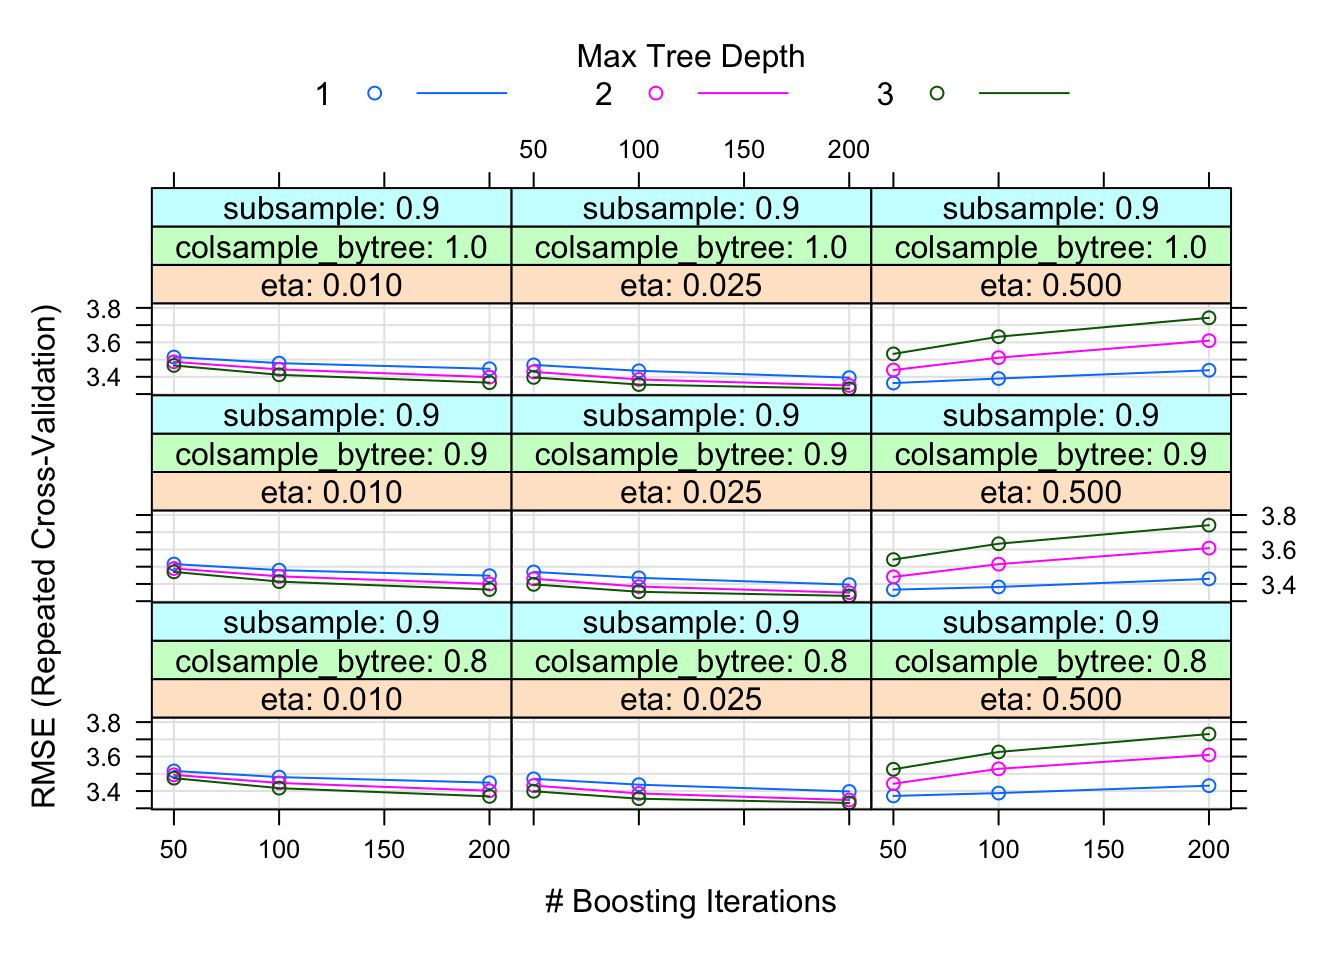 Max Tree Depth
1 2 3
50 100 150 200
subsample: 0.9 subsample: 0.9 subsample: 0.9
colsample_bytree: 1.0 colsample_bytree: 1.0 colsample_bytree: 1.0
eta: 0.010 eta: 0.025 eta: 0.500
3.8
3.6
3.4
subsample: 0.9 subsample: 0.9 subsample: 0.9
colsample_bytree: 0.9 colsample_bytree: 0.9 colsample_bytree: 0.9
eta: 0.010 eta: 0.025 eta: 0.500
3.8
3.6
3.4
subsample: 0.9 subsample: 0.9 subsample: 0.9
colsample_bytree: 0.8 colsample_bytree: 0.8 colsample_bytree: 0.8
eta: 0.010 eta: 0.025 eta: 0.500
3.8
3.6
3.4
50 100 150 200 50 100 150 200
# Boosting Iterations
RMSE (Repeated Cross-Validation)